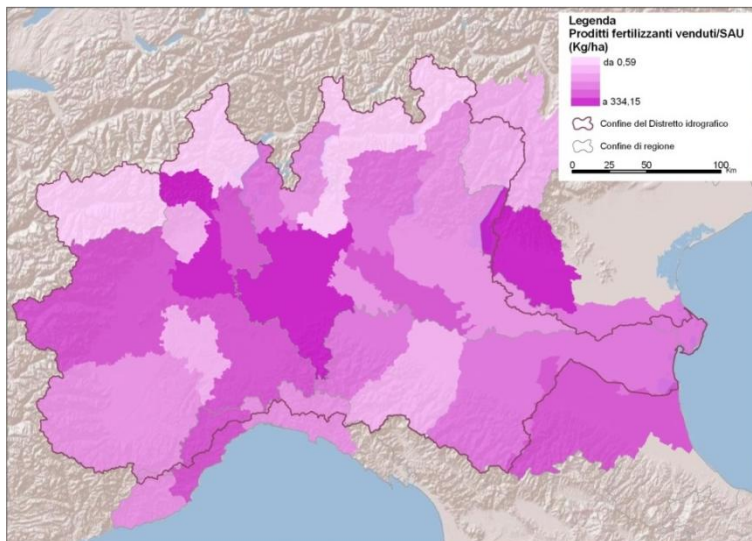 Legenda
Proditti fertilizzanti venduti/SAU
(Kg/ha)
da 0,59
a 334,15
Confine del Distretto idrografico
Confine di regione
0 25 50 100
Km